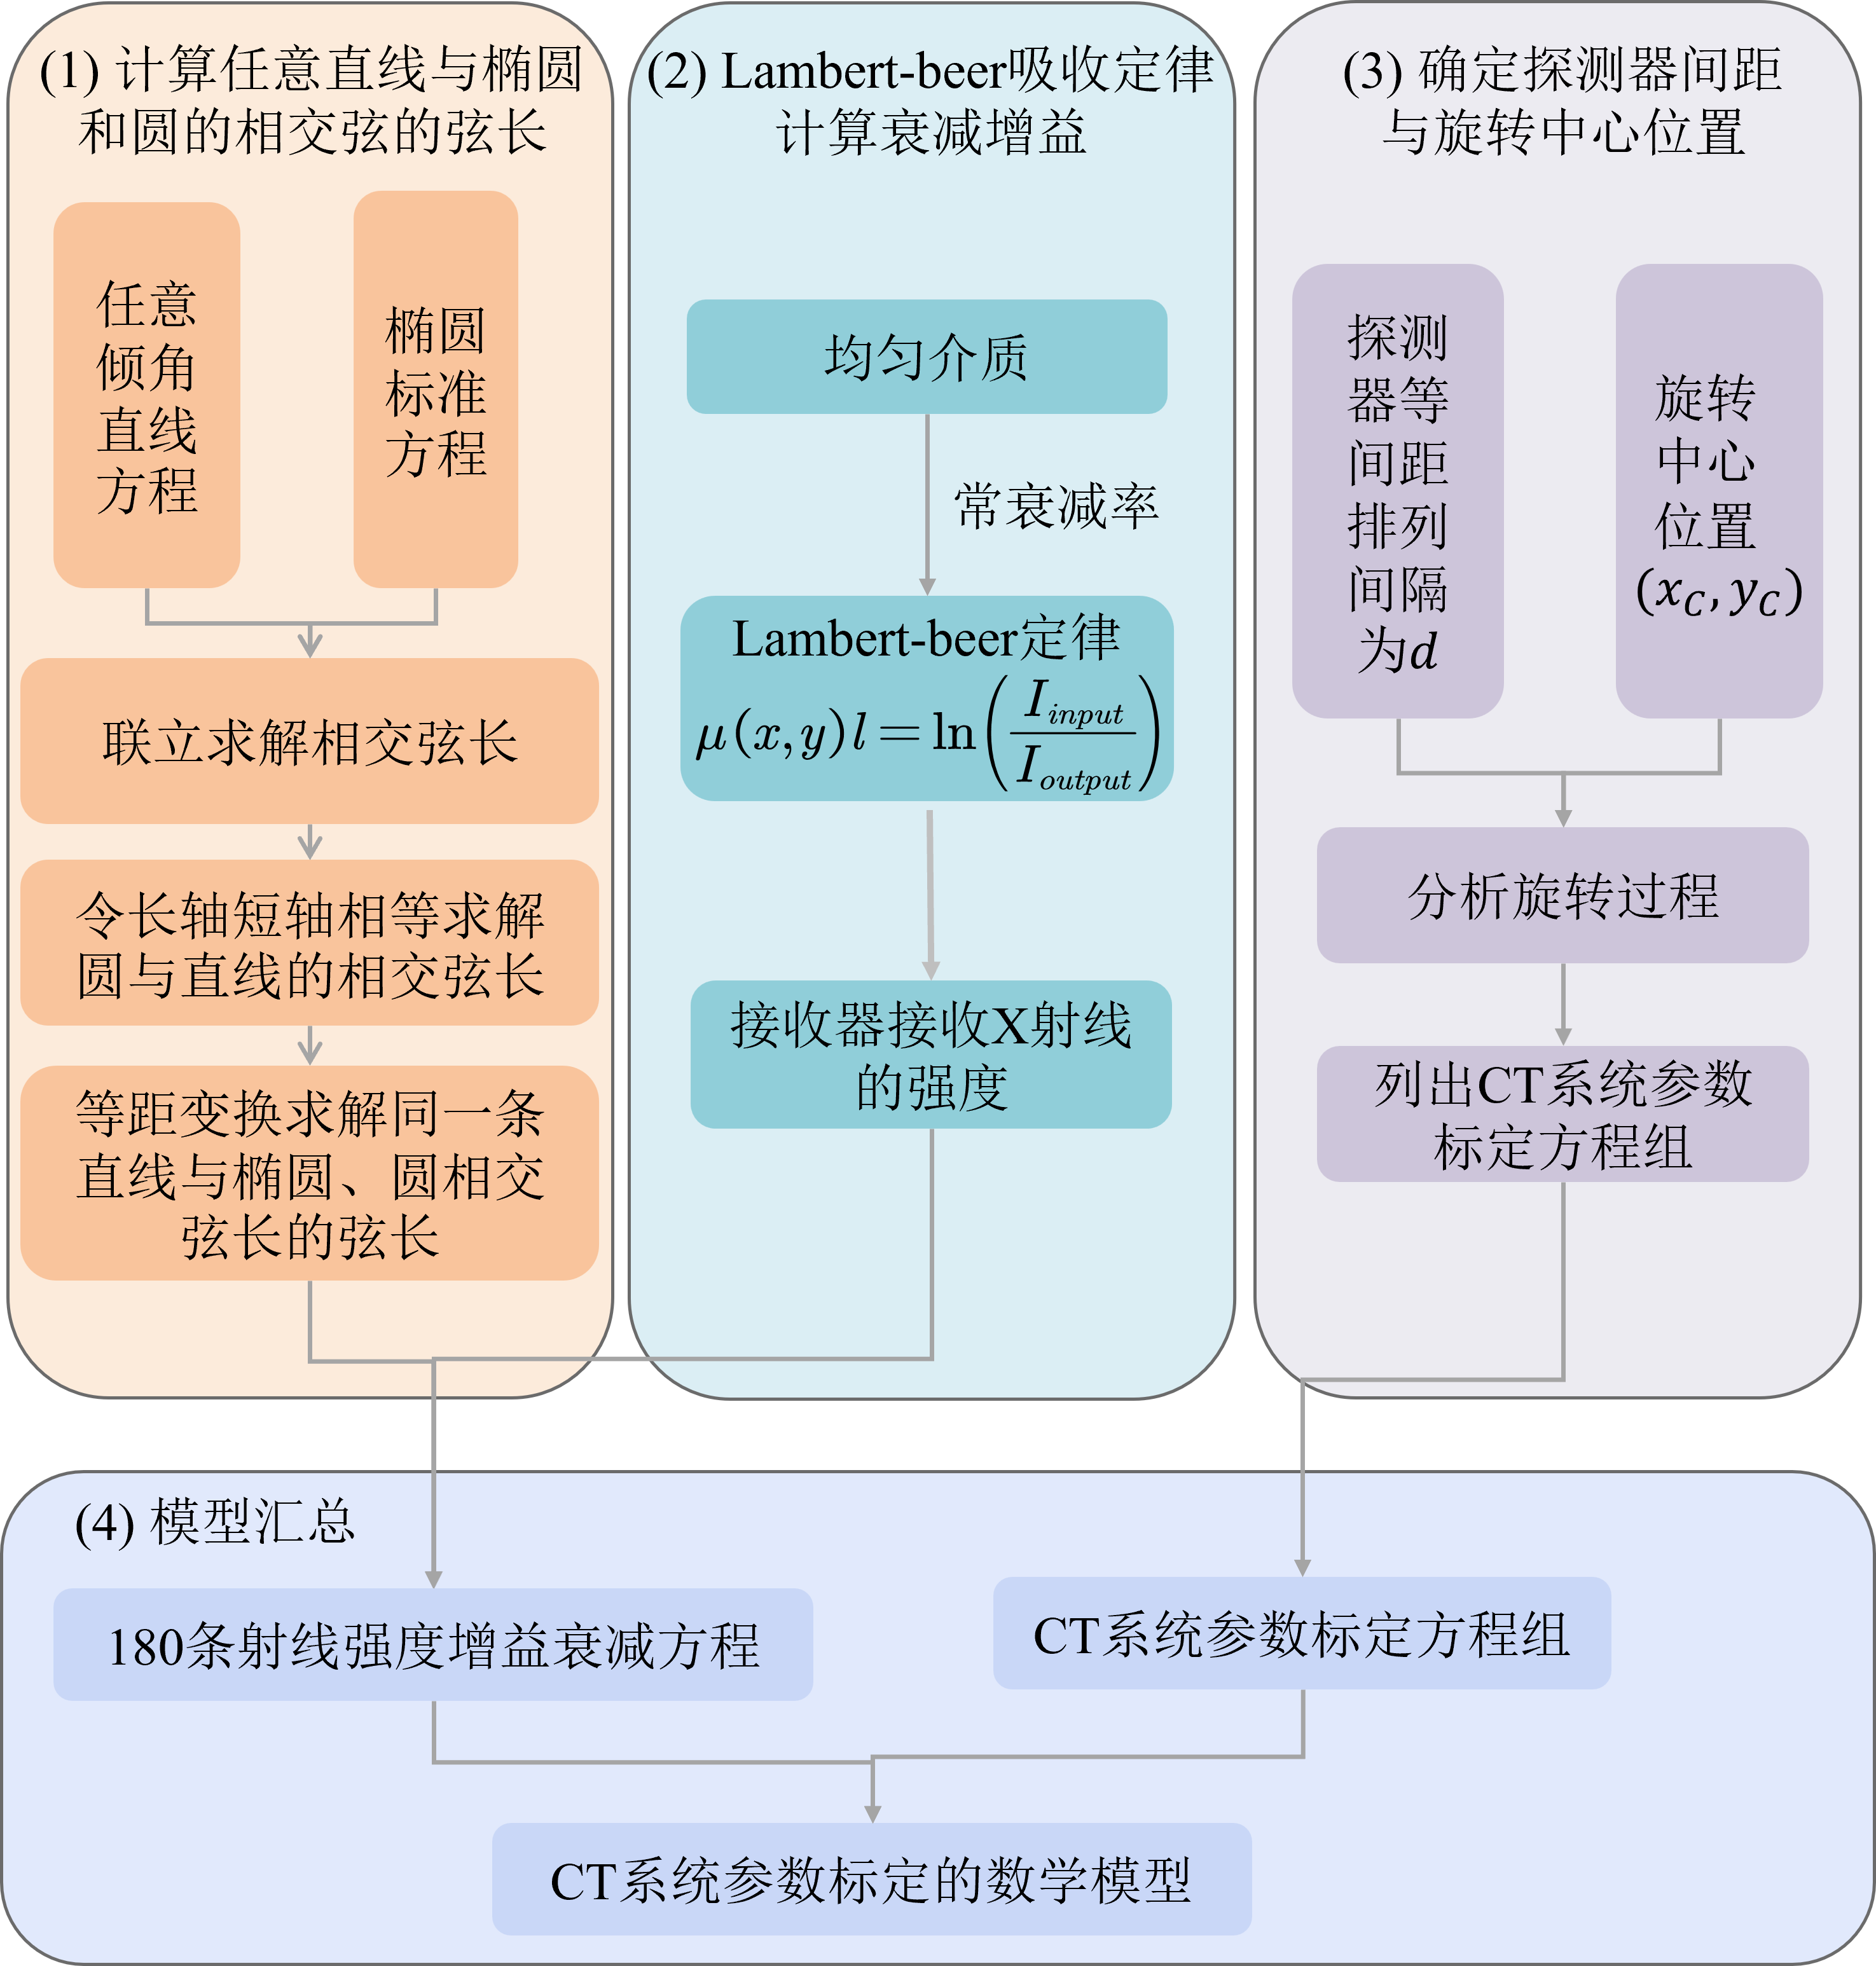 (1) 计算任意直线与椭圆
和圆的相交弦的弦长
任意
倾角
直线
方程
椭圆
标准
方程
联立求解相交弦长
令长轴短轴相等求解
圆与直线的相交弦长
等距变换求解同一条
直线与椭圆、圆相交
弦长的弦长
(2) Lambert-beer吸收定律
计算衰减增益
均匀介质
常衰减率
Lambert-beer定律
μ(x,y)l=ln(I_input/I_output)
接收器接收X射线
的强度
(3) 确定探测器间距
与旋转中心位置
探测
器等
间距
排列
间隔
为d
旋转
中心
位置
(x_C,y_C)
分析旋转过程
列出CT系统参数
标定方程组
(4) 模型汇总
180条射线强度增益衰减方程
CT系统参数标定方程组
CT系统参数标定的数学模型